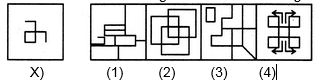 X) (1) (2) (3) (4)